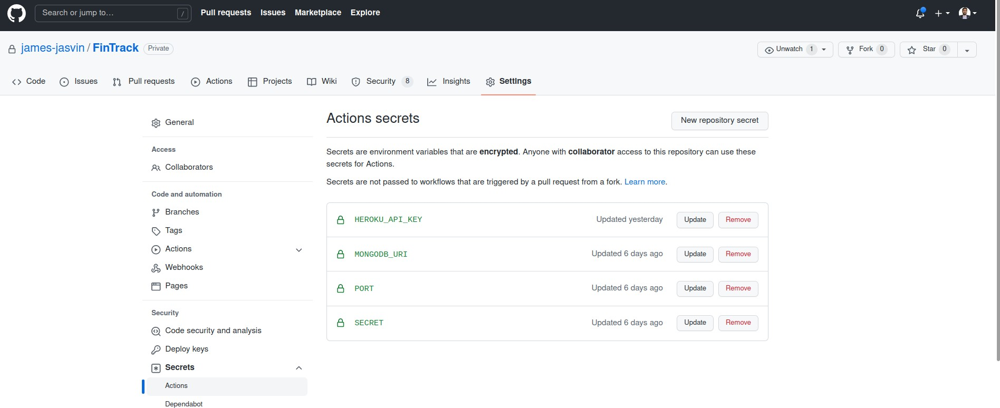 Search or jump to… /
Pull requests Issues Marketplace Explore
james-jasvin / FinTrack Private
Unwatch 1 Fork 0 Star 0
Code Issues Pull requests Actions Projects Wiki Security 8 Insights Settings
General
Access
Collaborators
Code and automation
Branches
Tags
Actions
Webhooks
Pages
Security
Code security and analysis
Deploy keys
Secrets
Actions
Dependabot
Actions secrets
New repository secret
Secrets are environment variables that are encrypted. Anyone with collaborator access to this repository can use these
secrets for Actions.
Secrets are not passed to workflows that are triggered by a pull request from a fork. Learn more.
HEROKU_API_KEY Updated yesterday Update Remove
MONGODB_URI Updated 6 days ago Update Remove
PORT Updated 6 days ago Update Remove
SECRET Updated 6 days ago Update Remove